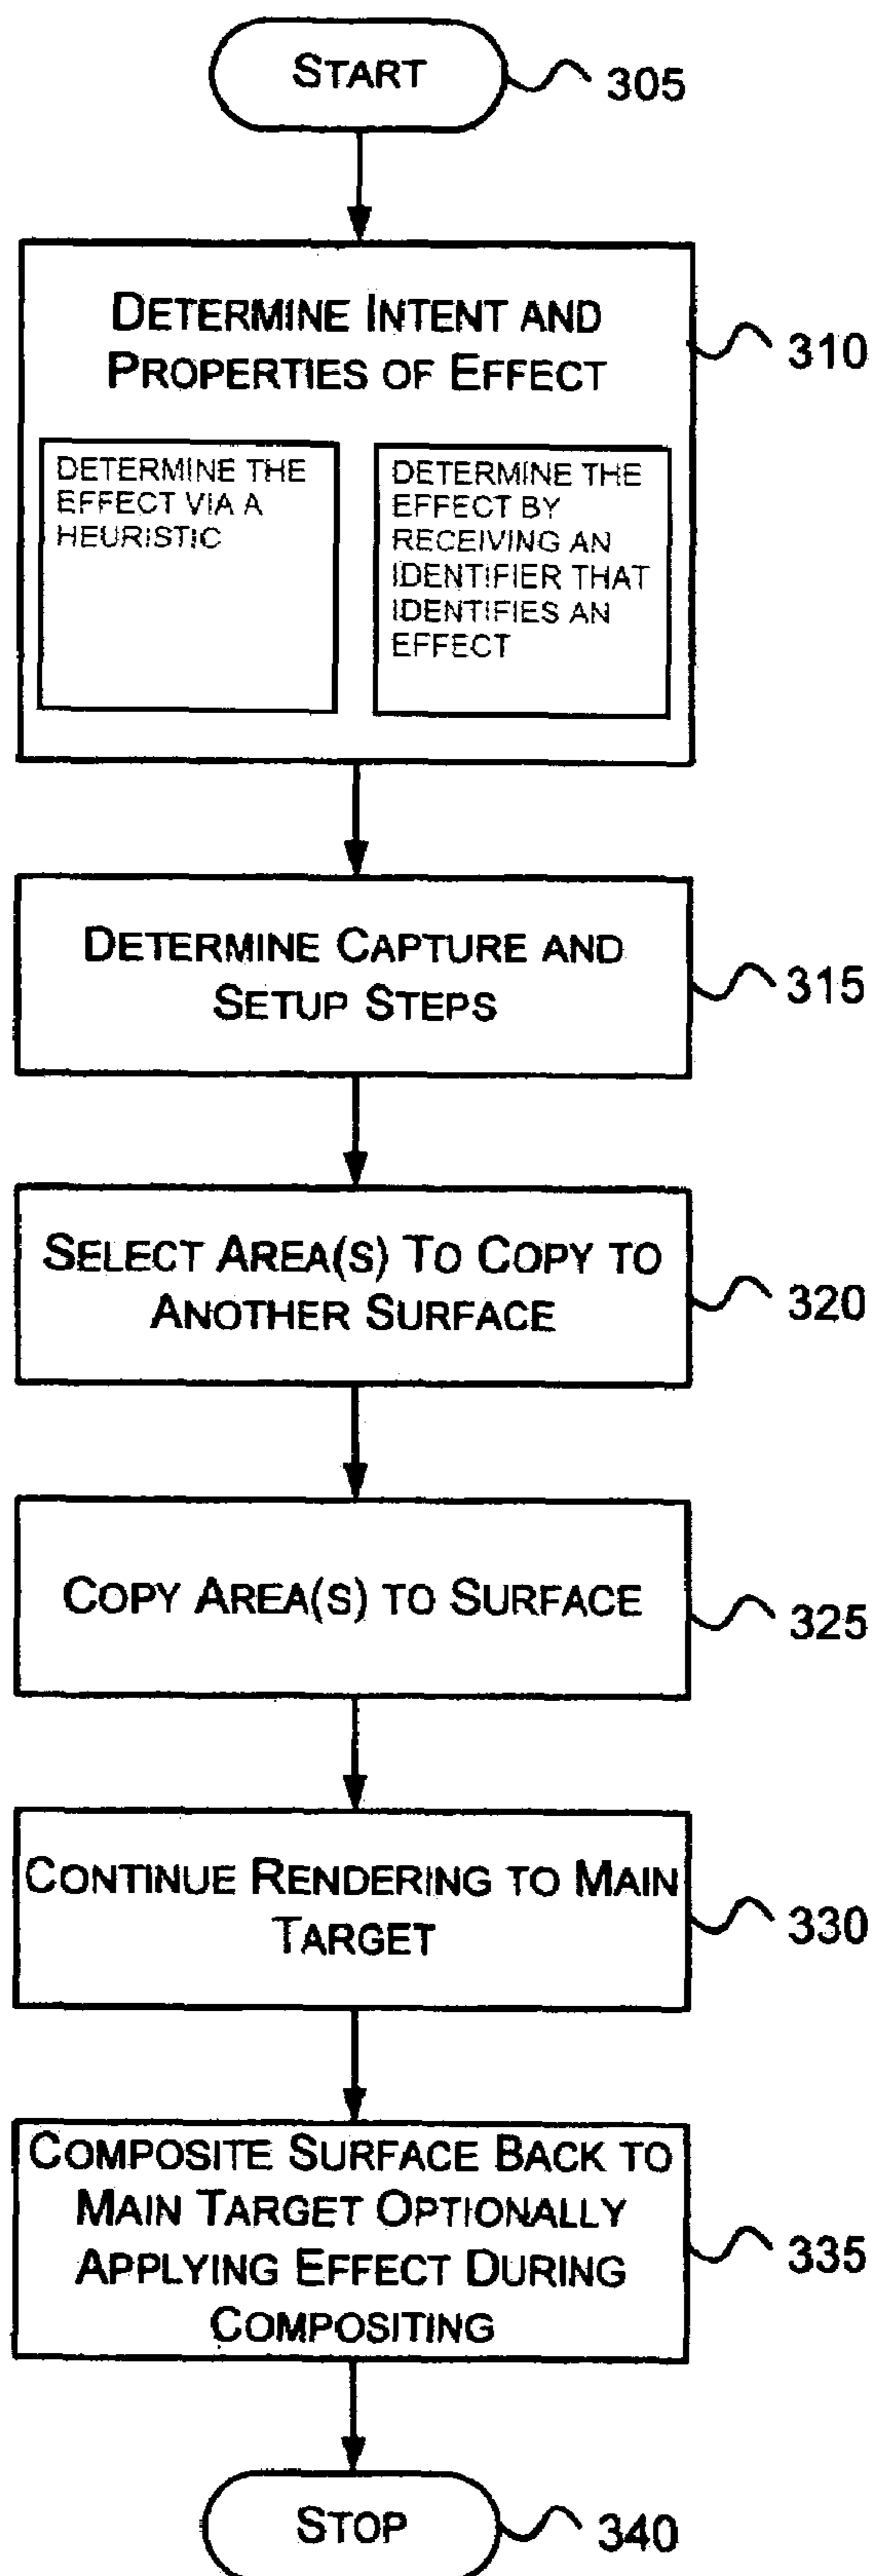 START
305
DETERMINE INTENT AND
PROPERTIES OF EFFECT
310
DETERMINE THE
EFFECT VIA A
HEURISTIC
DETERMINE THE
EFFECT BY
RECEIVING AN
IDENTIFIER THAT
IDENTIFIES AN
EFFECT
DETERMINE CAPTURE AND
SETUP STEPS
315
SELECT AREA(S) TO COPY TO
ANOTHER SURFACE
320
COPY AREA(S) TO SURFACE
325
CONTINUE RENDERING TO MAIN
TARGET
330
COMPOSITE SURFACE BACK TO
MAIN TARGET OPTIONALLY
APPLYING EFFECT DURING
COMPOSITING
335
STOP
340